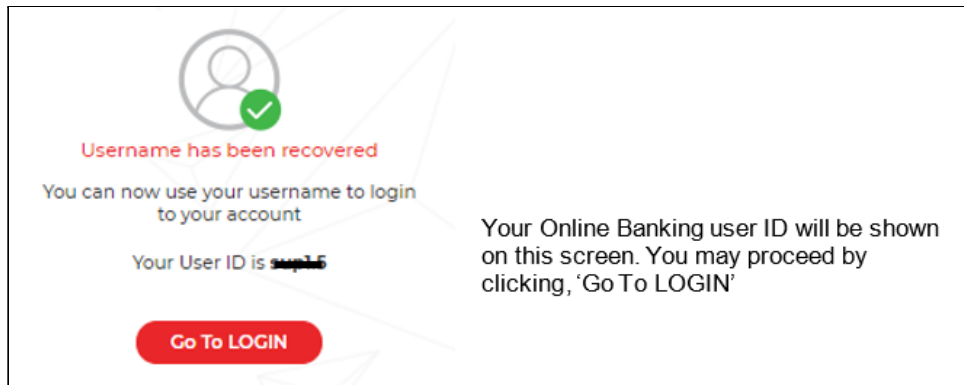 Username has been recovered
You can now use your username to login
to your account
Your User ID is
Go To LOGIN
Your Online Banking user ID will be shown
on this screen. You may proceed by
clicking, ‘Go To LOGIN’